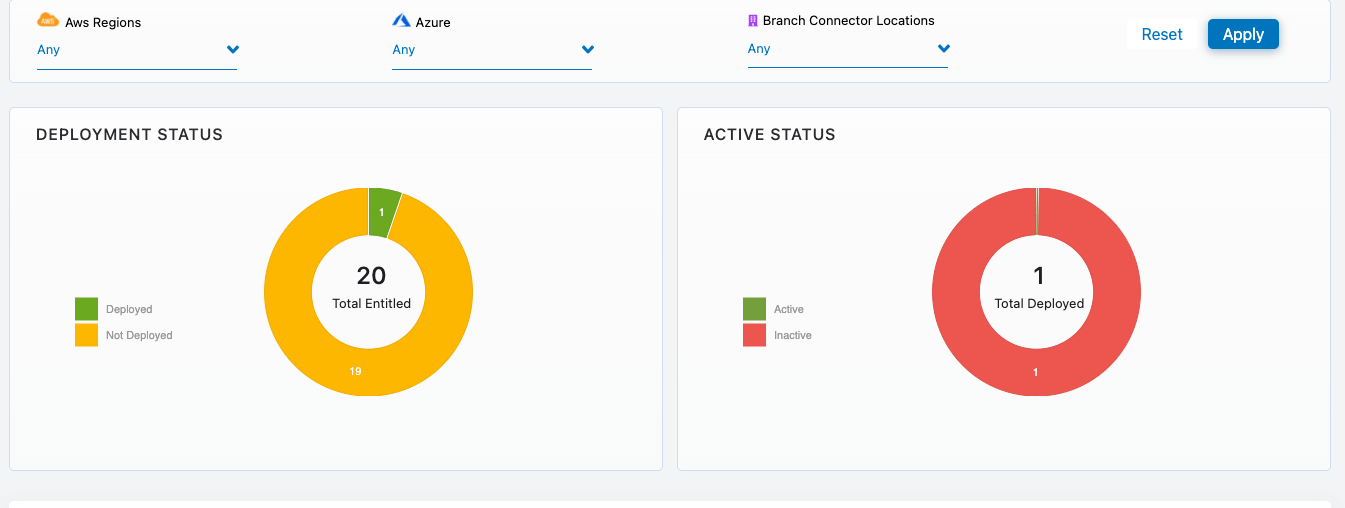 AWS Aws Regions
Azure
Branch Connector Locations
Any
Any
Any
Reset
Apply
DEPLOYMENT STATUS
1
20
Total Entitled
Deployed
Not Deployed
19
ACTIVE STATUS
1
Total Deployed
Active
Inactive
1